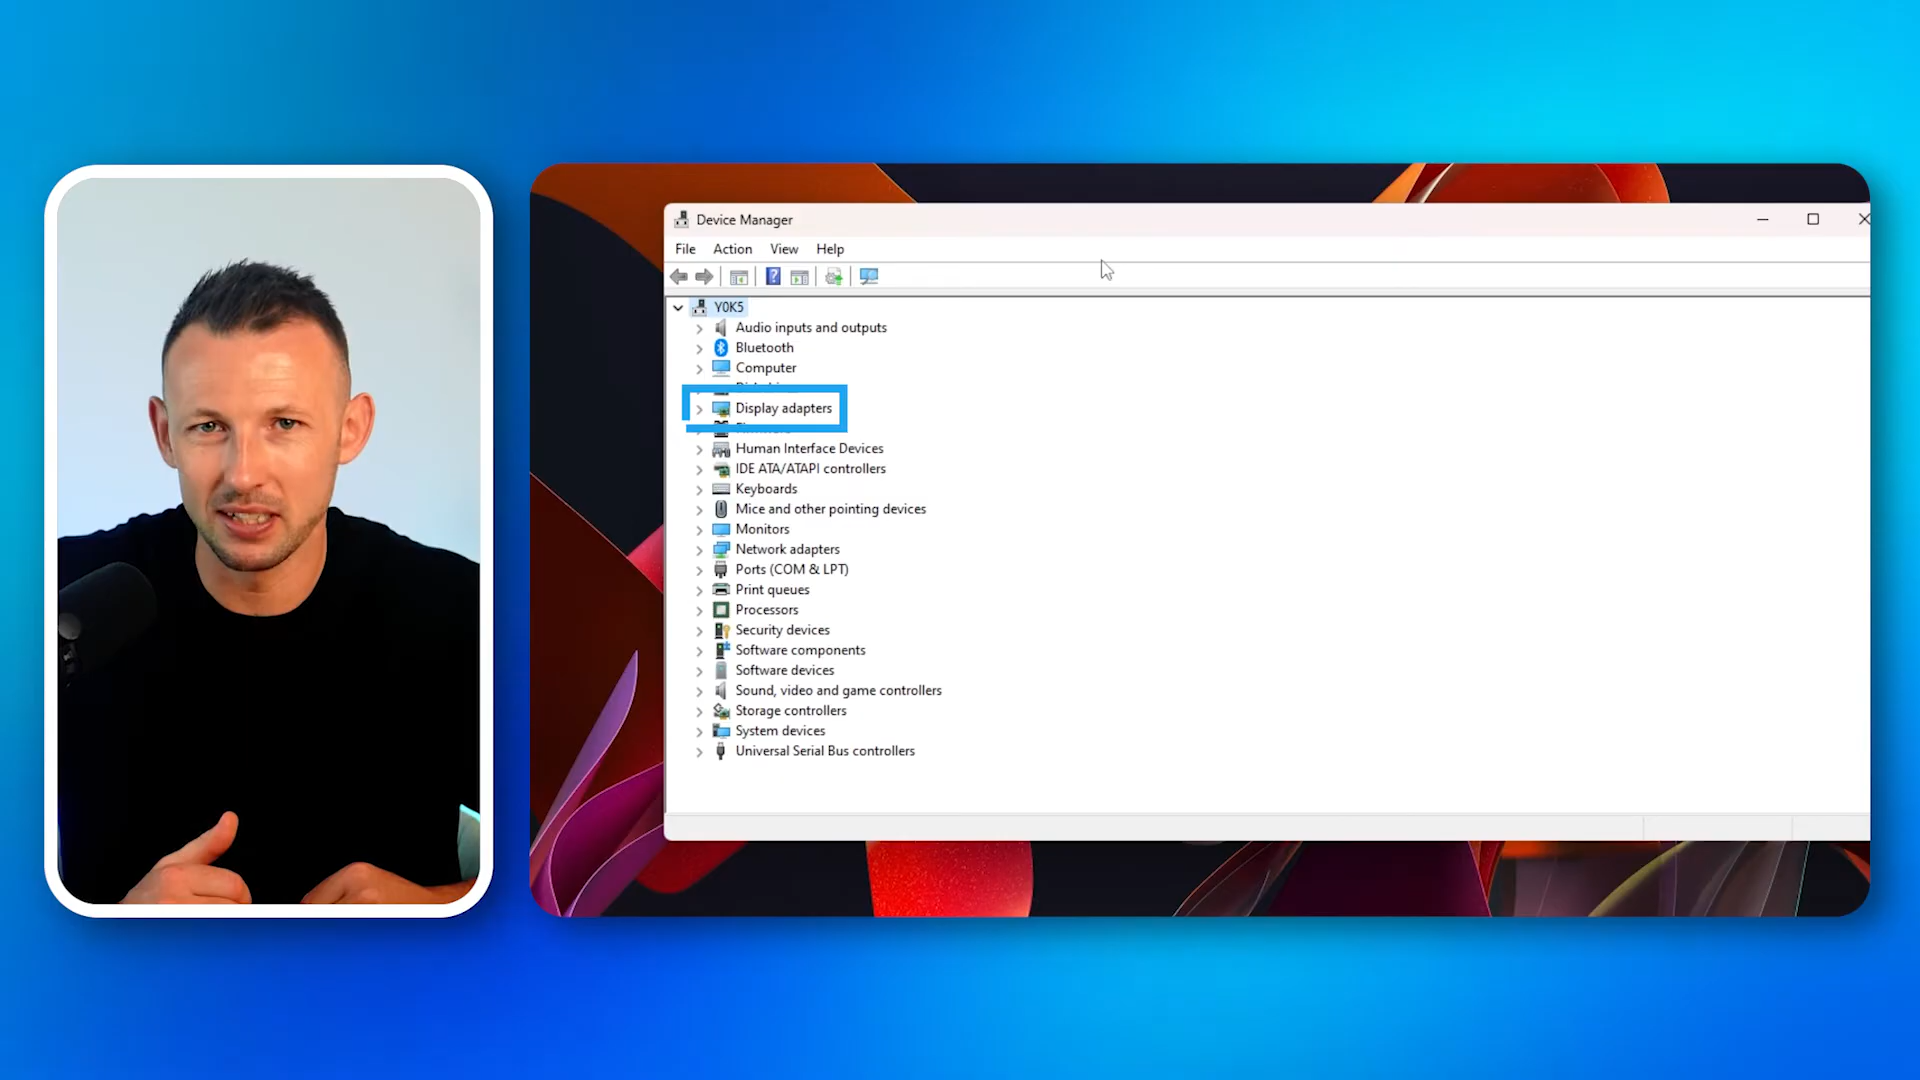 Device Manager
File Action View Help
Y0K5
Audio inputs and outputs
Bluetooth
Computer
Display adapters
Human Interface Devices
IDE ATA/ATAPI controllers
Keyboards
Mice and other pointing devices
Monitors
Network adapters
Ports (COM & LPT)
Print queues
Processors
Security devices
Software components
Software devices
Sound, video and game controllers
Storage controllers
System devices
Universal Serial Bus controllers